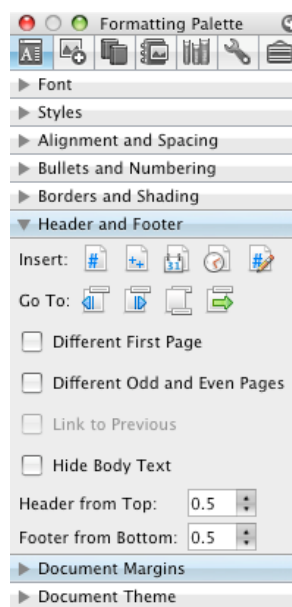 Formatting Palette
Font
Styles
Alignment and Spacing
Bullets and Numbering
Borders and Shading
Header and Footer
Insert: # ++ 31 #
Go To:
Different First Page
Different Odd and Even Pages
Link to Previous
Hide Body Text
Header from Top: 0.5
Footer from Bottom: 0.5
Document Margins
Document Theme